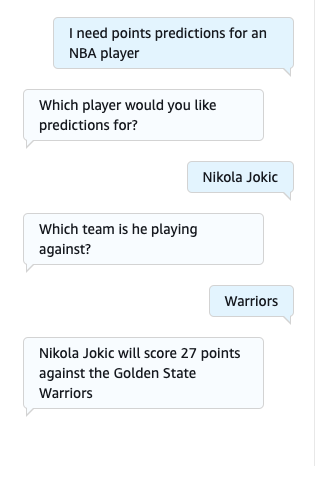 I need points predictions for an
NBA player
Which player would you like
predictions for?
Nikola Jokic
Which team is he playing
against?
Warriors
Nikola Jokic will score 27 points
against the Golden State
Warriors